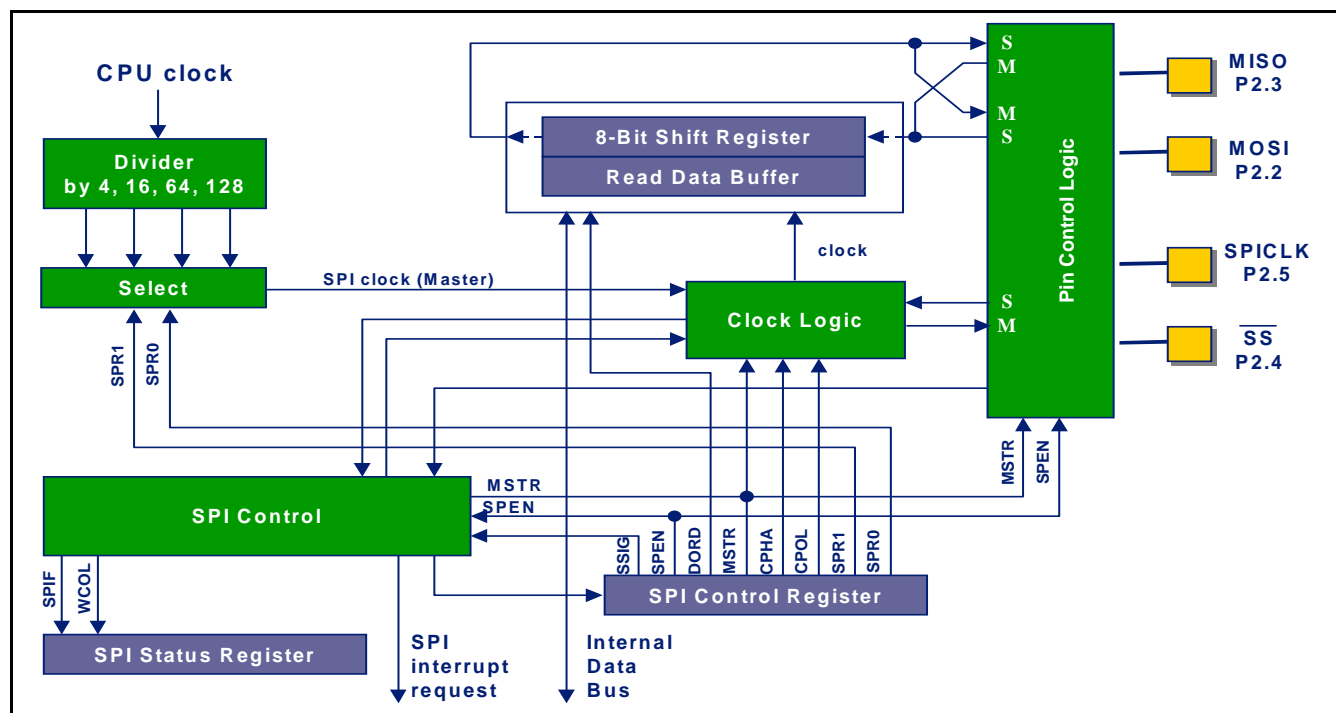 CPU clock
Divider
by 4, 16, 64, 128
Select
SPI clock (Master)
SPR1
SPR0
8-Bit Shift Register
Read Data Buffer
clock
Clock Logic
S
M
M
S
S
M
Pin Control Logic
MISO
P2.3
MOSI
P2.2
SPICLK
P2.5
SS
P2.4
MSTR
SPEN
SPI Control
MSTR
SPEN
SSIG
SPEN
DORD
MSTR
CPHA
CPOL
SPR1
SPR0
SPI Control Register
SPIF
WCOL
SPI Status Register
SPI
interrupt
request
Internal
Data
Bus